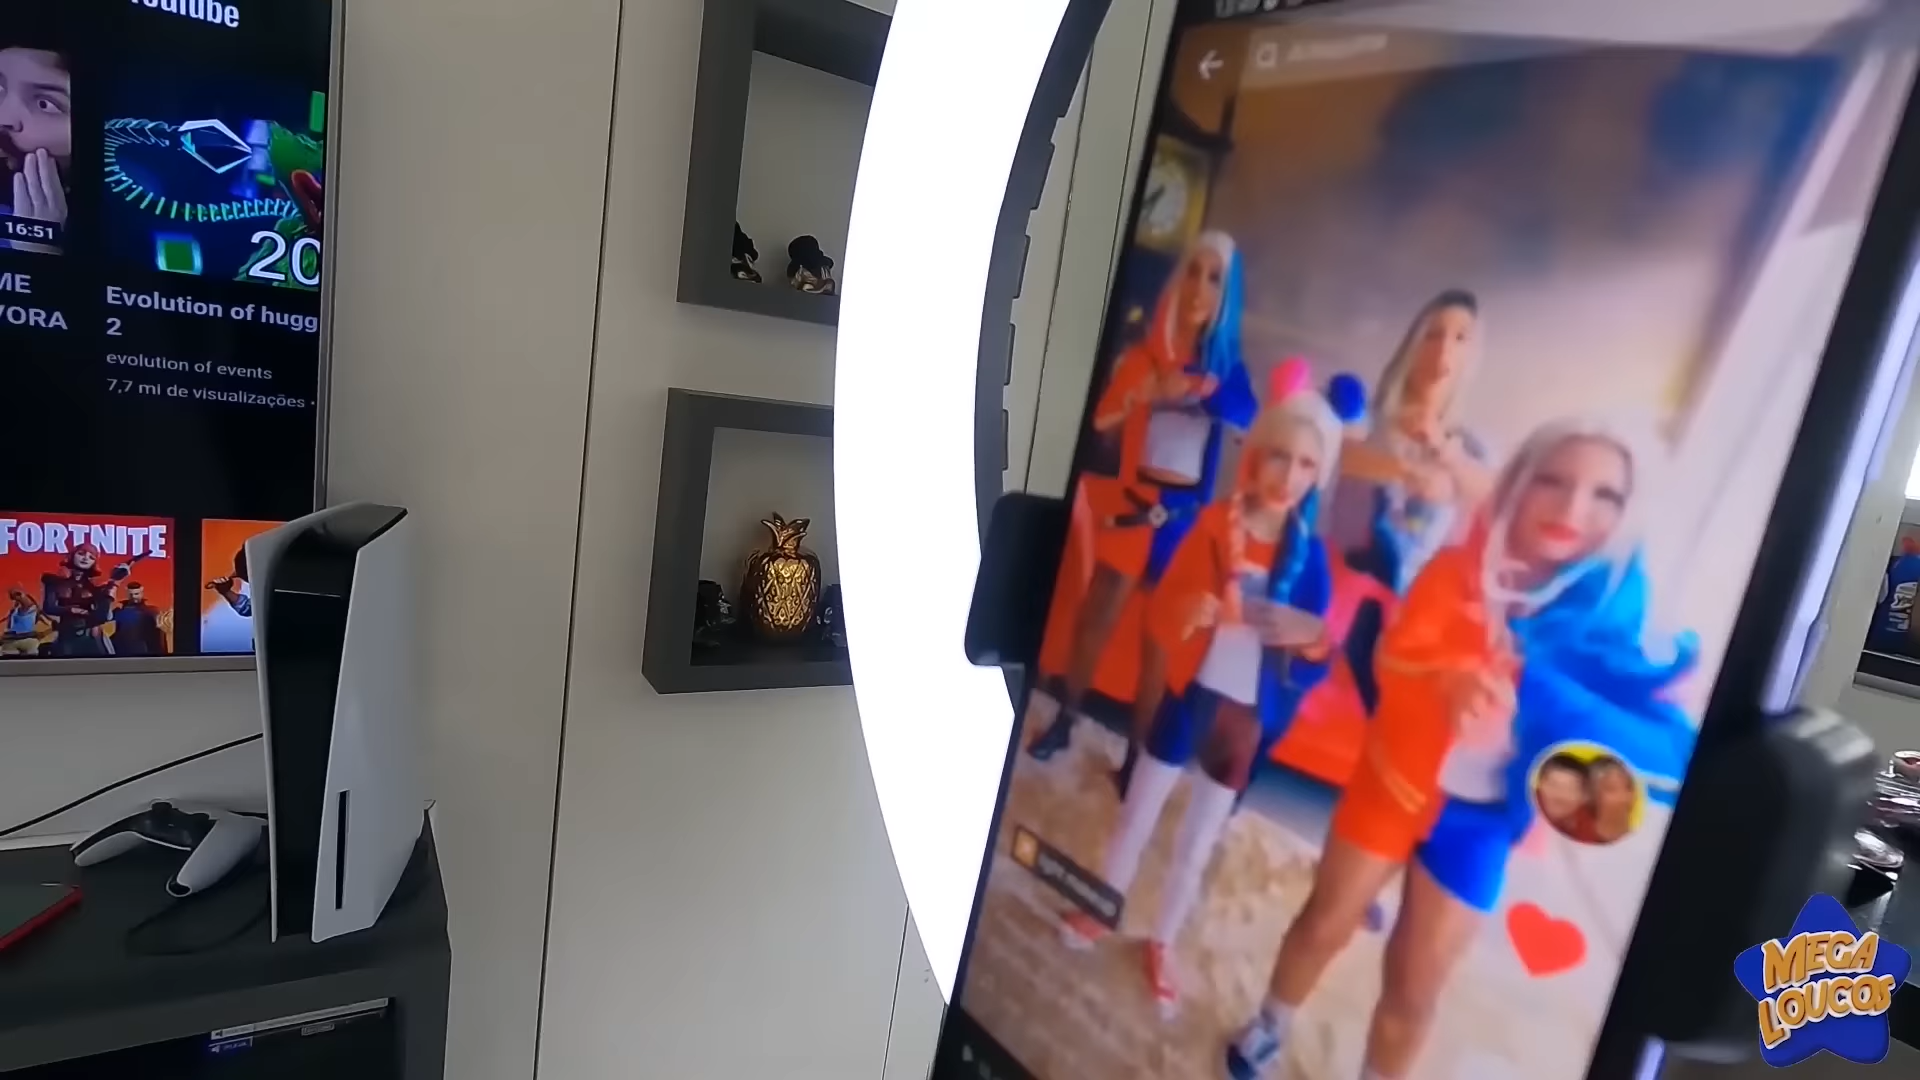 YouTube
16:51
20
ME
VORA
Evolution of hugg
2
evolution of events
7,7 mi de visualizações •
FORTNITE
MEGA
LOUCOS